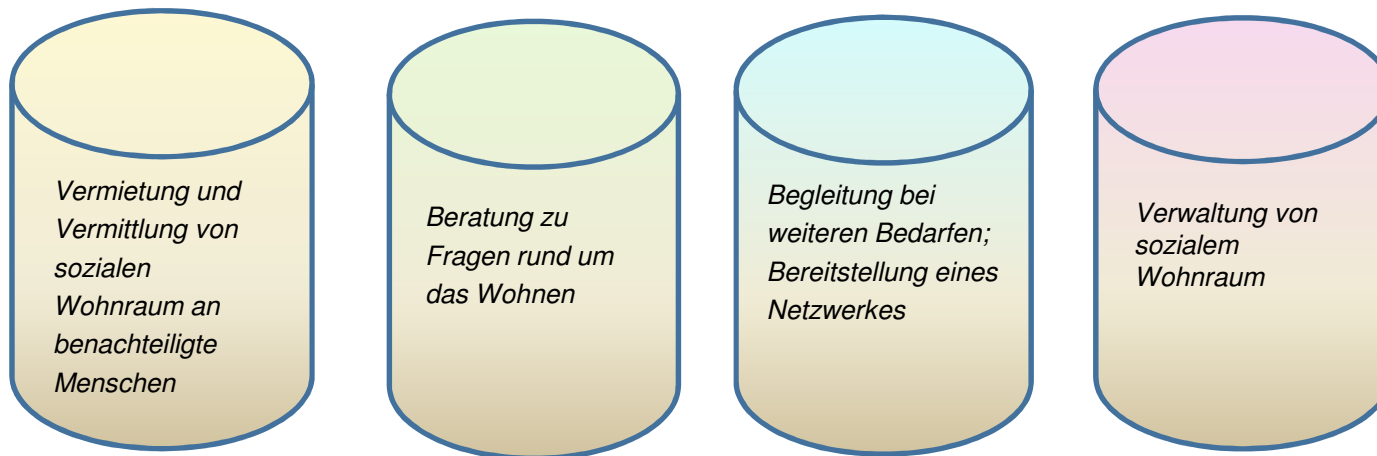 Vermietung und
Vermittlung von
sozialen
Wohnraum an
benachteiligte
Menschen
Beratung zu
Fragen rund um
das Wohnen
Begleitung bei
weiteren Bedarfen;
Bereitstellung eines
Netzwerkes
Verwaltung von
sozialem
Wohnraum